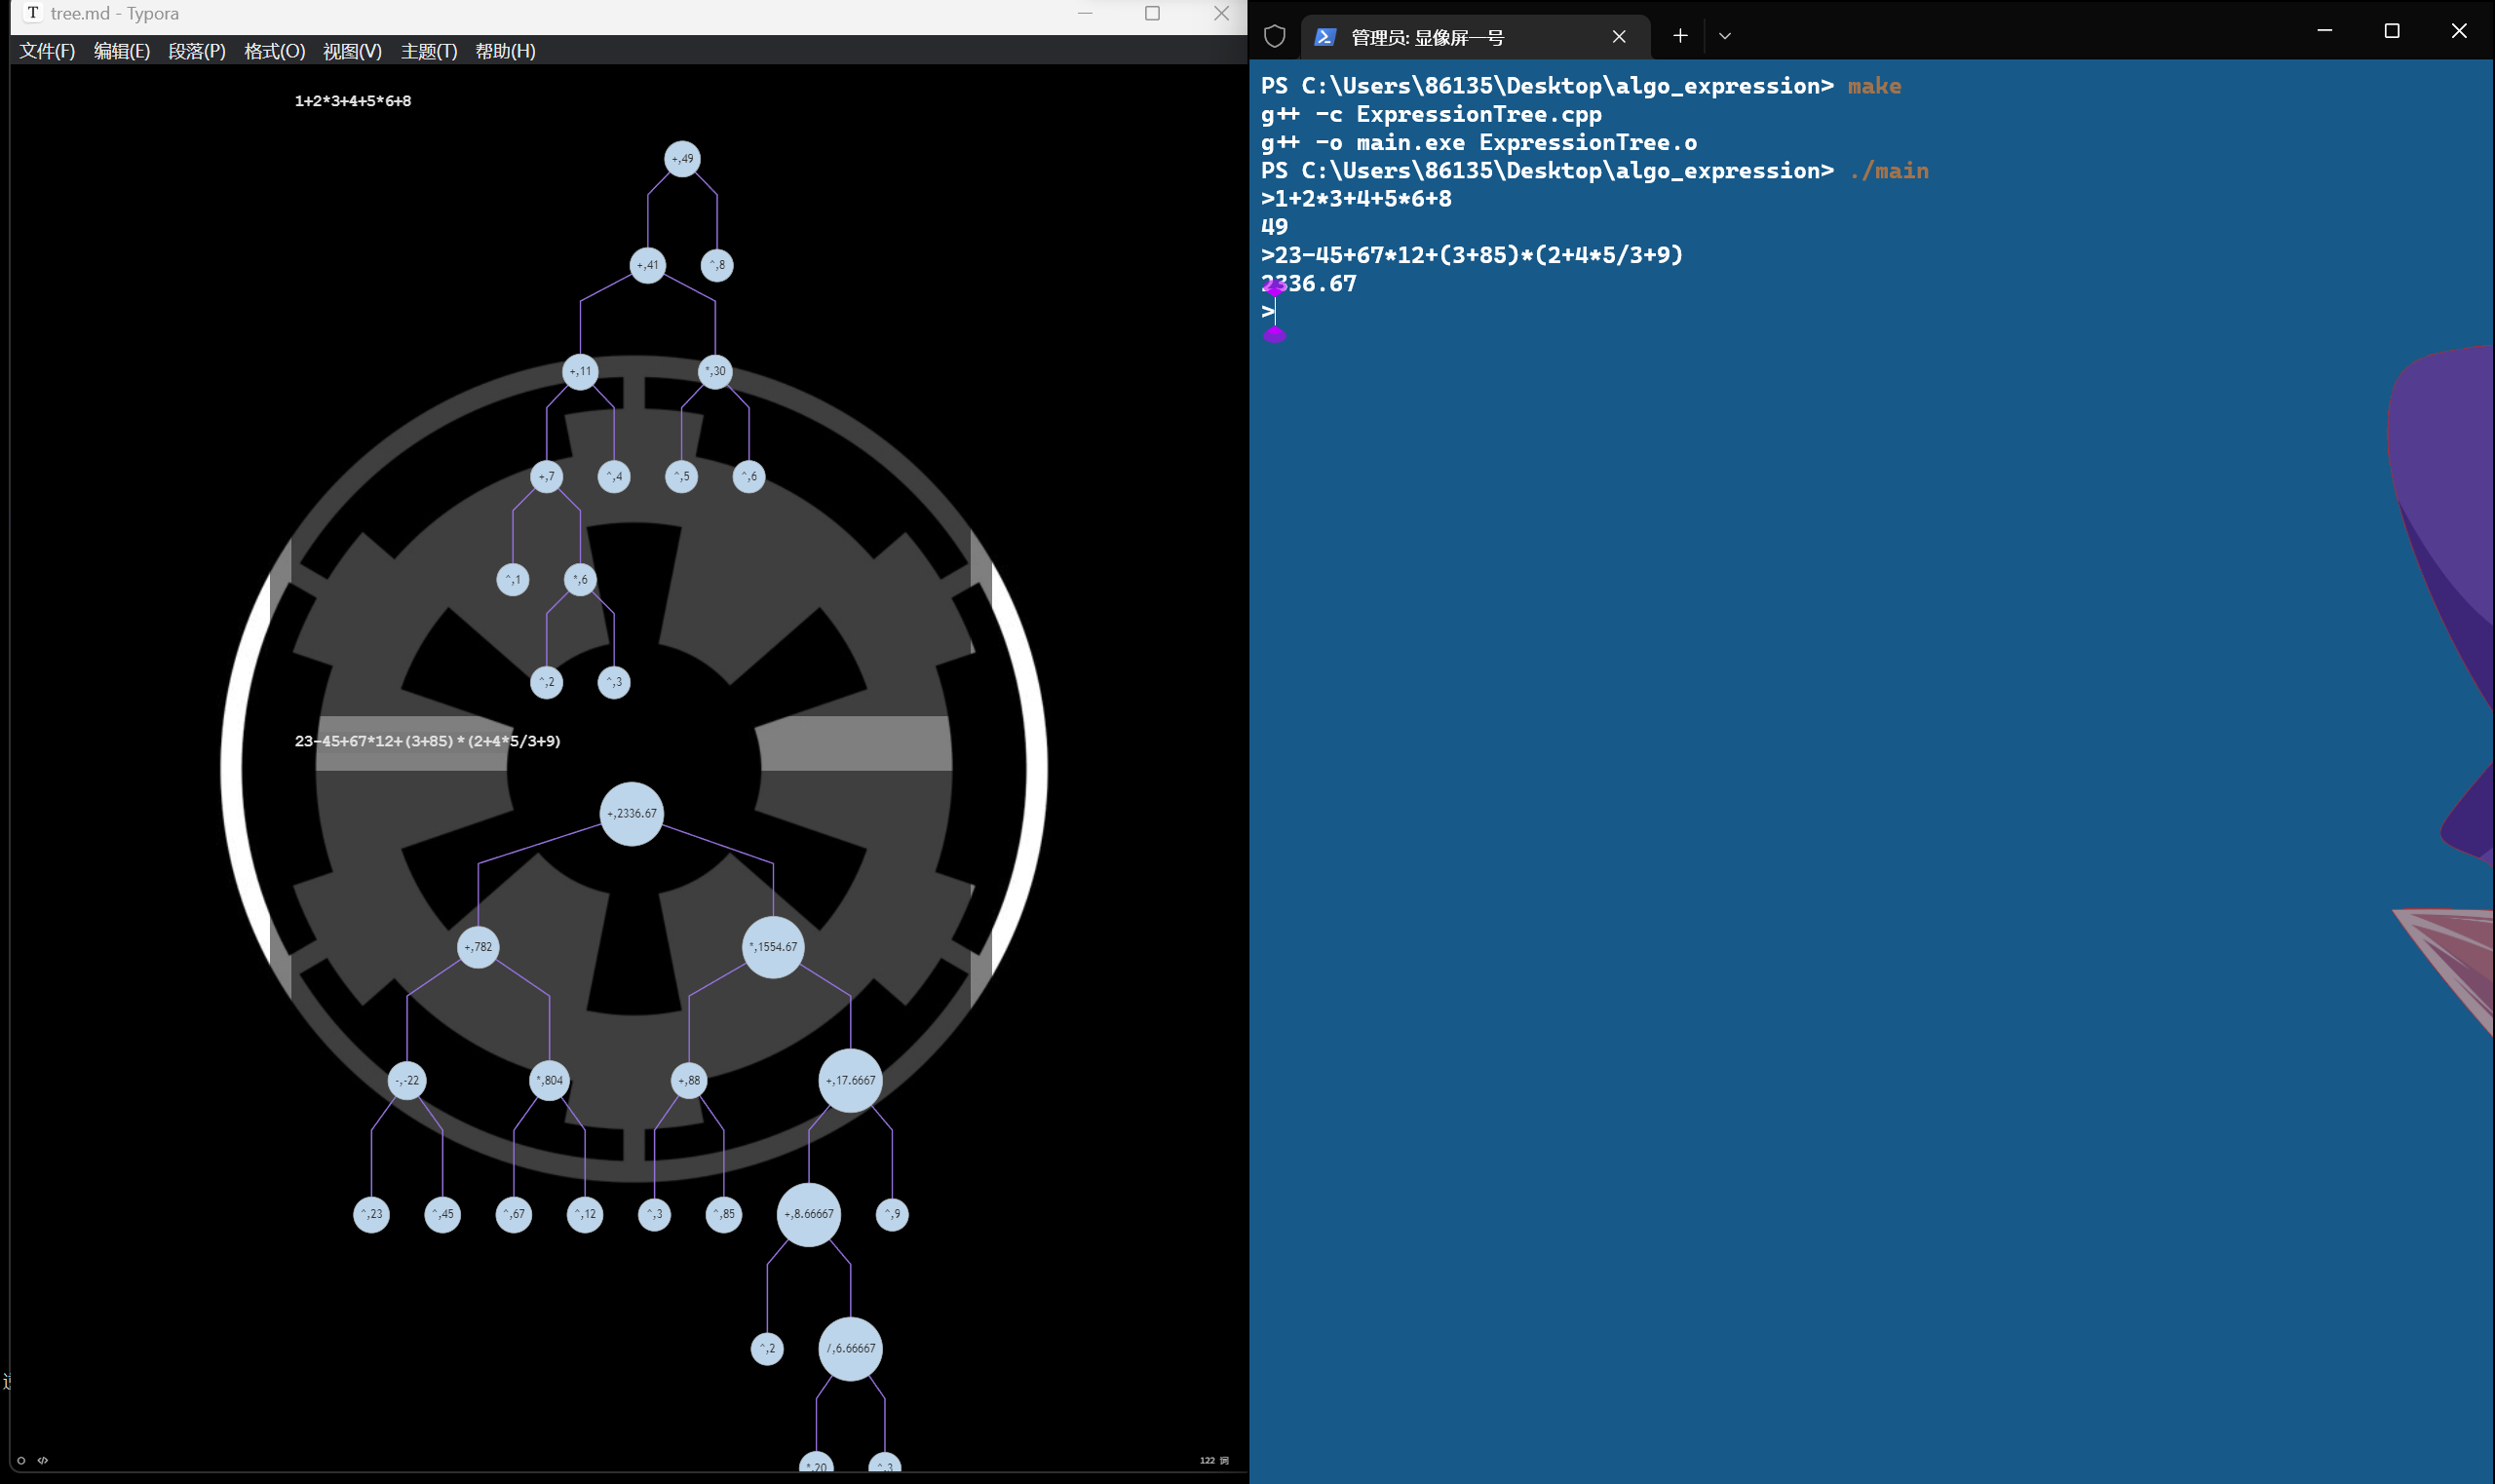 T tree.md - Typora
文件(F) 编辑(E) 段落(P) 格式(O) 视图(V) 主题(T) 帮助(H)
1+2*3+4+5*6+8
+,49
+,41 ^,8
+,11 *,30
+,7 ^,4 ^,5 ^,6
^,1 *,6
^,2 ^,3
23-45+67*12+(3+85)*(2+4*5/3+9)
+,2336.67
+,782 *,1554.67
-,-22 *,804 +,88 +,17.6667
^,23 ^,45 ^,67 ^,12 ^,3 ^,85 +,8.66667 ^,9
^,2 /,6.66667
*,20 ^,3
122 词
管理员: 显像屏一号
PS C:\Users\86135\Desktop\algo_expression> make
g++ -c ExpressionTree.cpp
g++ -o main.exe ExpressionTree.o
PS C:\Users\86135\Desktop\algo_expression> ./main
>1+2*3+4+5*6+8
49
>23-45+67*12+(3+85)*(2+4*5/3+9)
2336.67
>